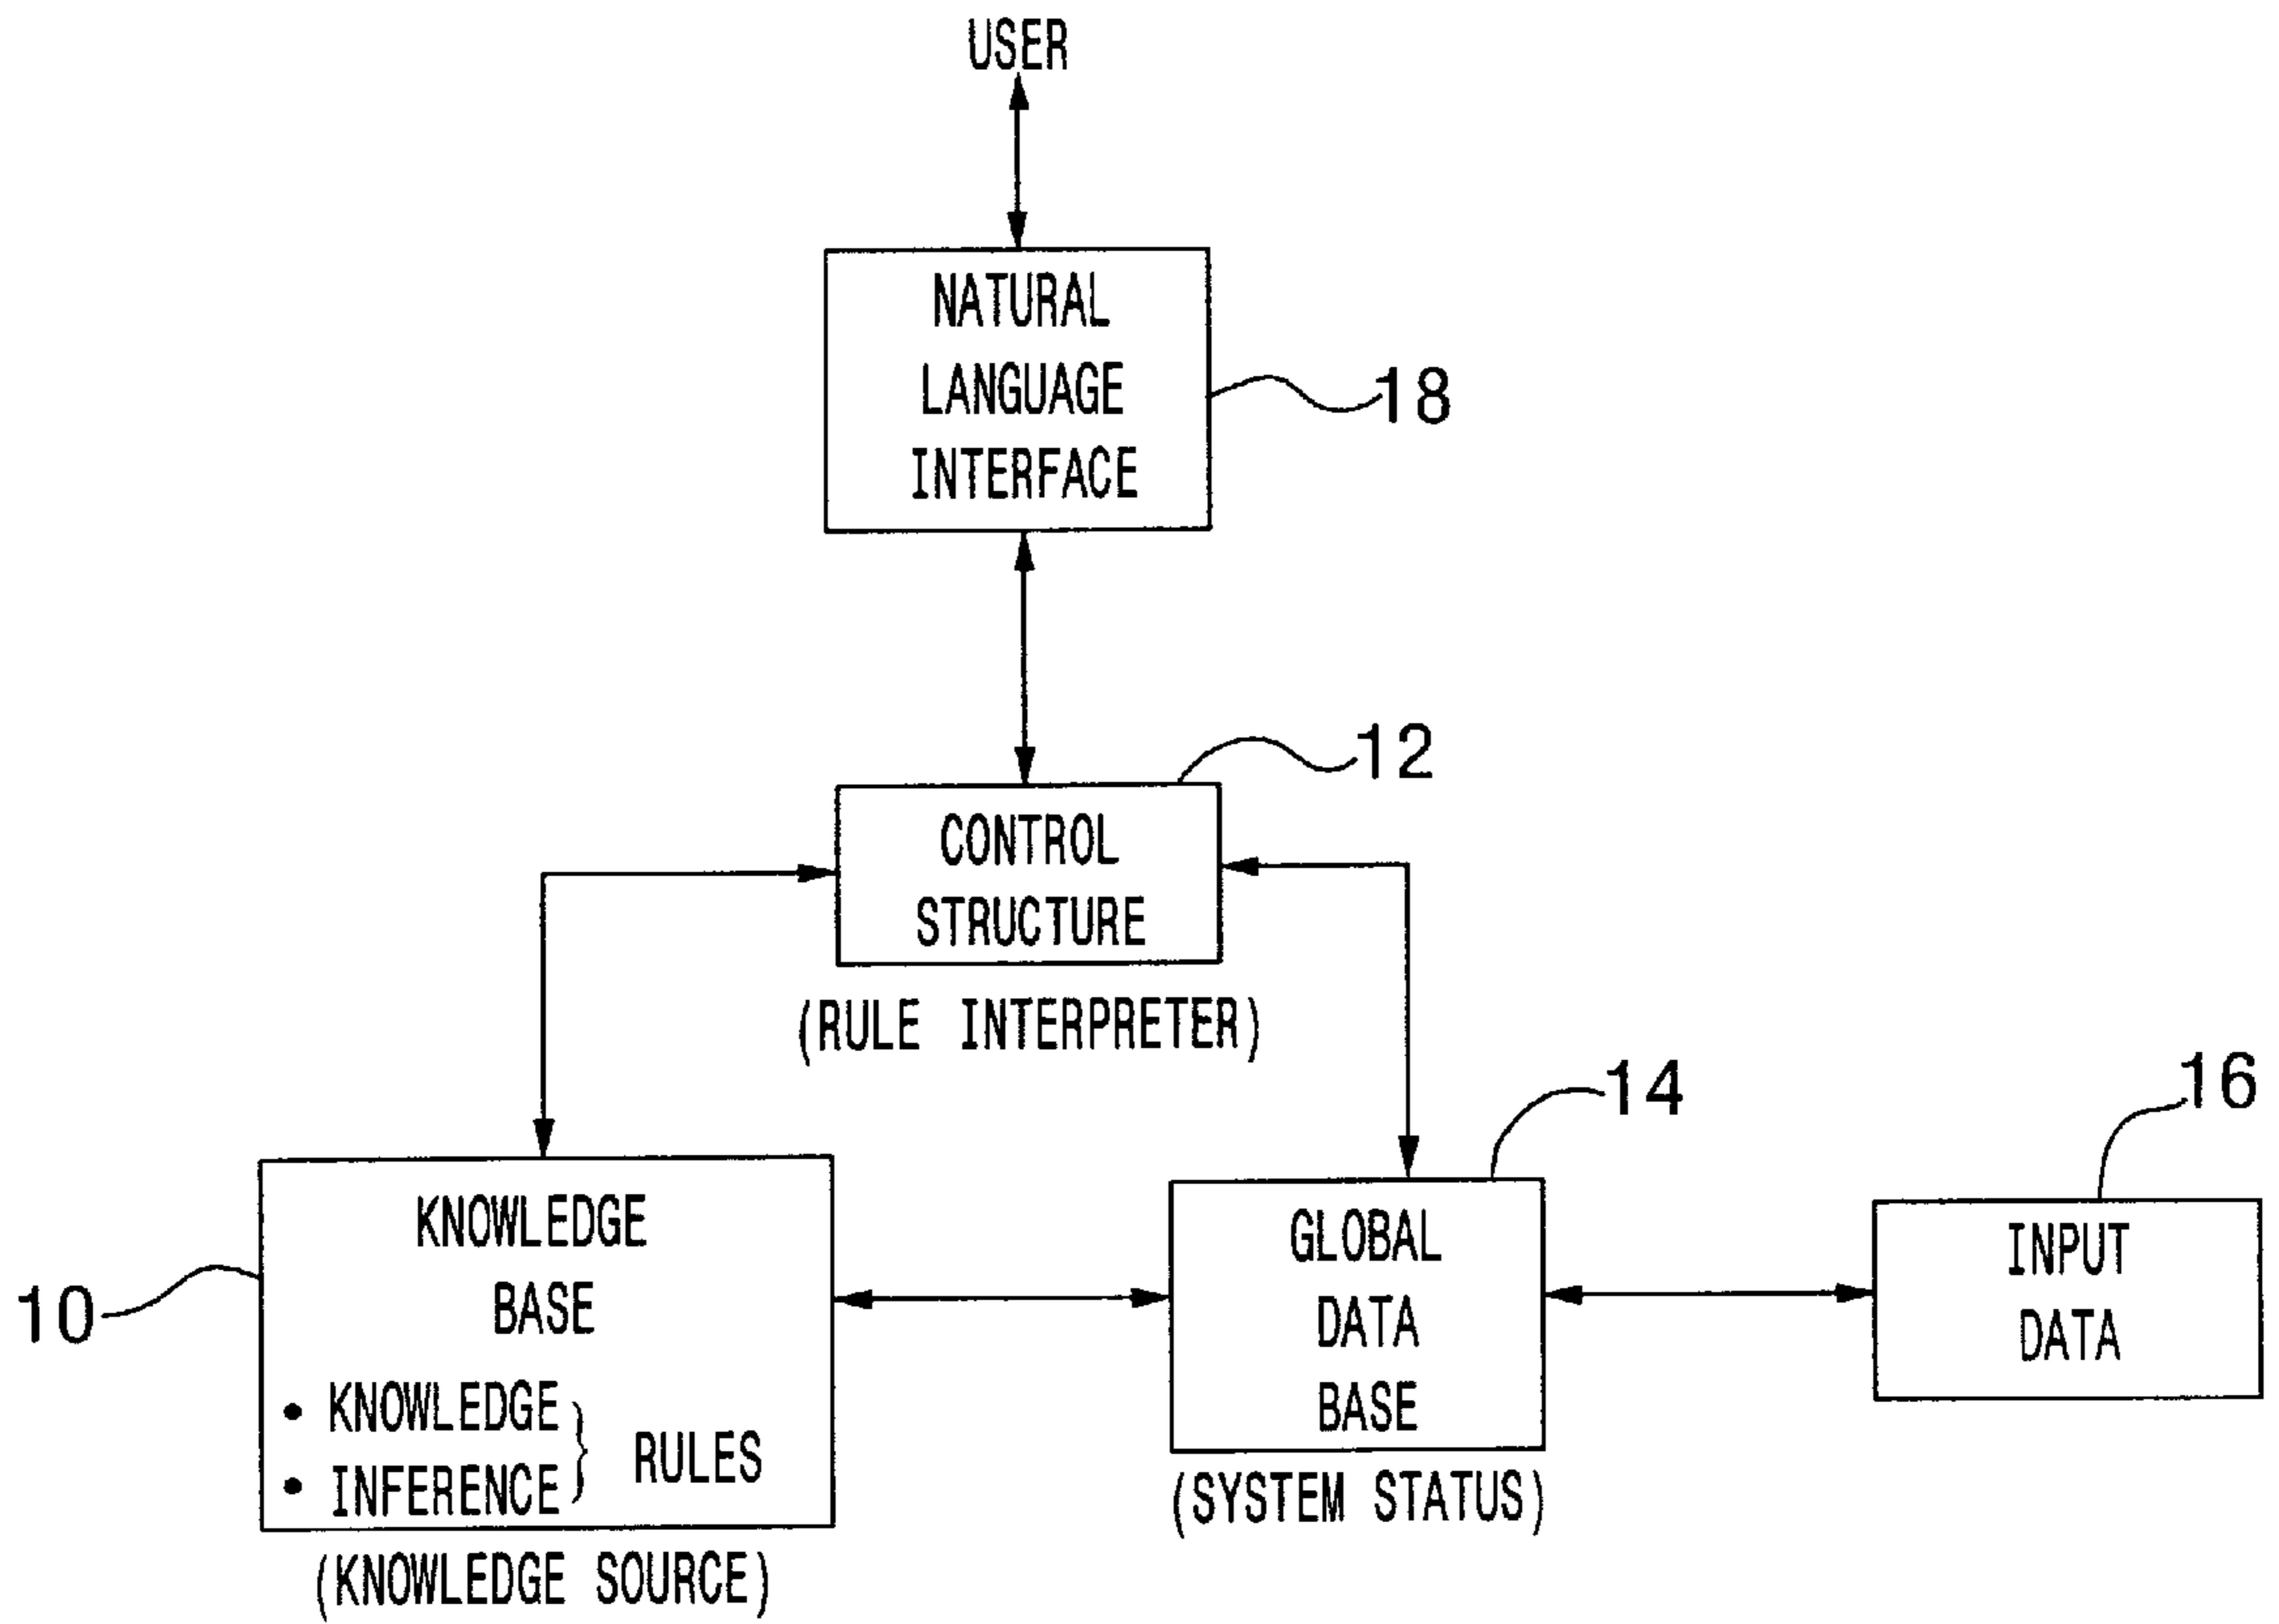 USER
NATURAL
LANGUAGE
INTERFACE
18
12
CONTROL
STRUCTURE
(RULE INTERPRETER)
14
16
10
KNOWLEDGE
BASE
• KNOWLEDGE
• INFERENCE
} RULES
(KNOWLEDGE SOURCE)
GLOBAL
DATA
BASE
(SYSTEM STATUS)
INPUT
DATA